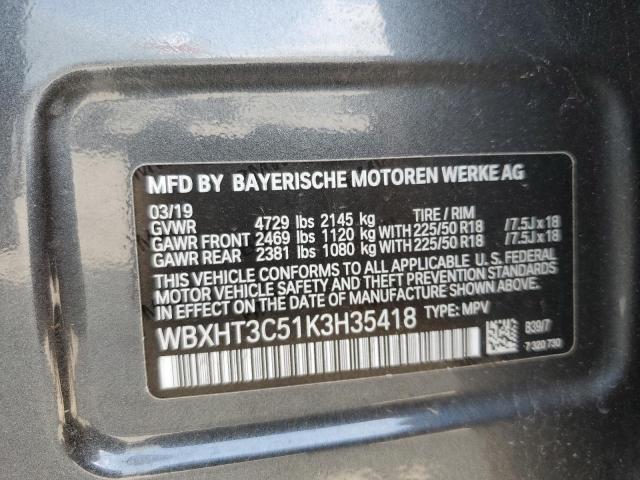 MFD BY BAYERISCHE MOTOREN WERKE AG
03/19 TIRE / RIM
GVWR 4729 lbs 2145 kg
GAWR FRONT 2469 lbs 1120 kg WITH 225/50 R18 /7.5J x 18
GAWR REAR 2381 lbs 1080 kg WITH 225/50 R18 /7.5J x 18
THIS VEHICLE CONFORMS TO ALL APPLICABLE U.S. FEDERAL
MOTOR VEHICLE SAFETY AND THEFT PREVENTION STANDARDS
IN EFFECT ON THE DATE OF MANUFACTURE SHOWN ABOVE.
WBXHT3C51K3H35418 TYPE: MPV
B39/7
7 320 730